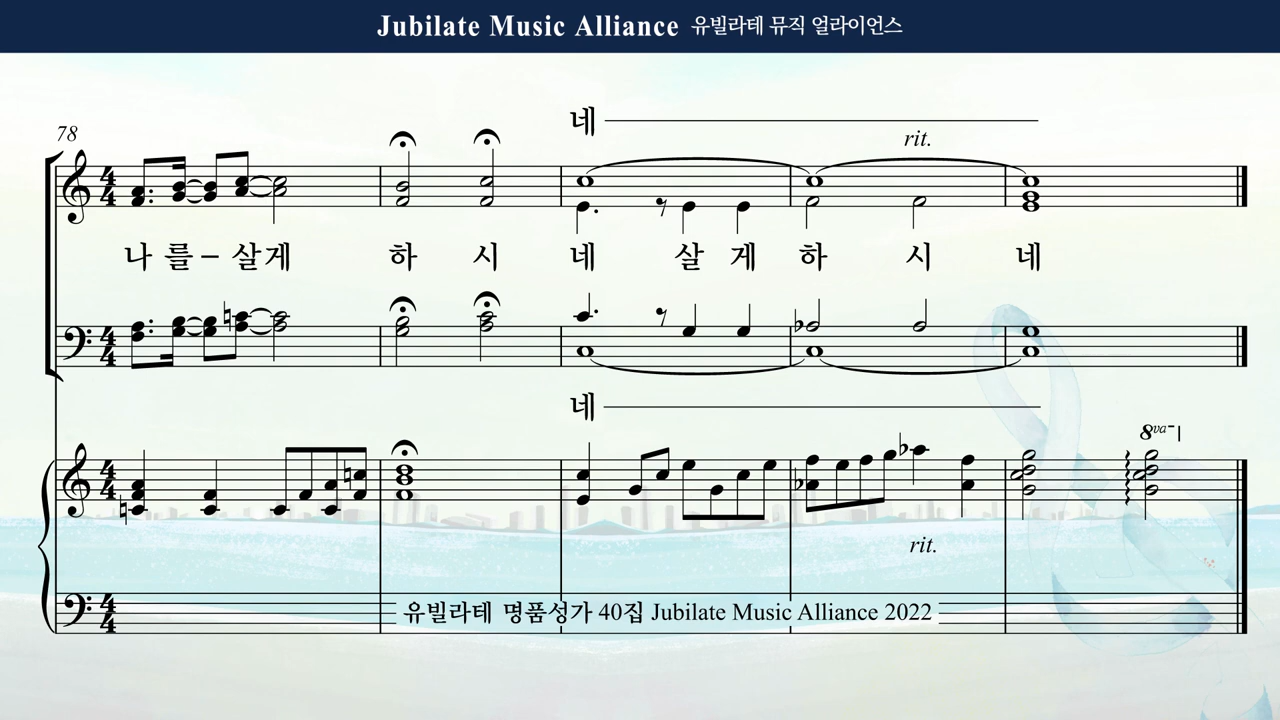 Jubilate Music Alliance 유빌라테 뮤직 얼라이언스
네
78
rit.
나 를 – 살 게 하 시 네 살 게 하 시 네
네
8va
rit.
유빌라테 명품성가 40집 Jubilate Music Alliance 2022